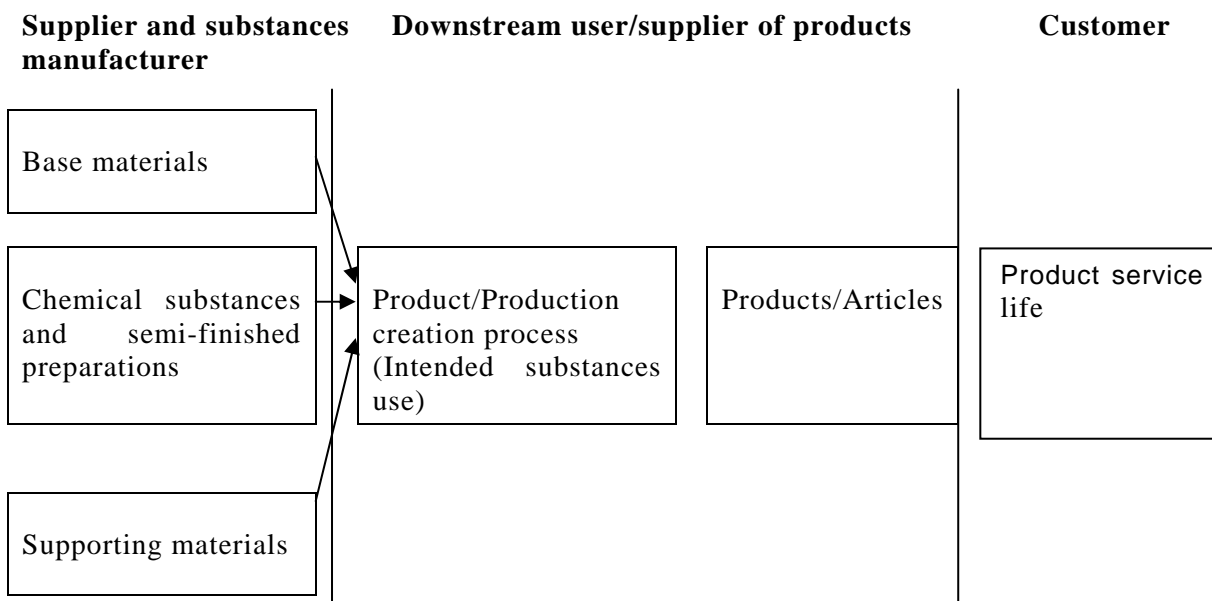 Supplier and substances manufacturer
Downstream user/supplier of products
Customer
Base materials
Chemical substances
and semi-finished
preparations
Product/Production
creation process
(Intended substances
use)
Products/Articles
Product service
life
Supporting materials